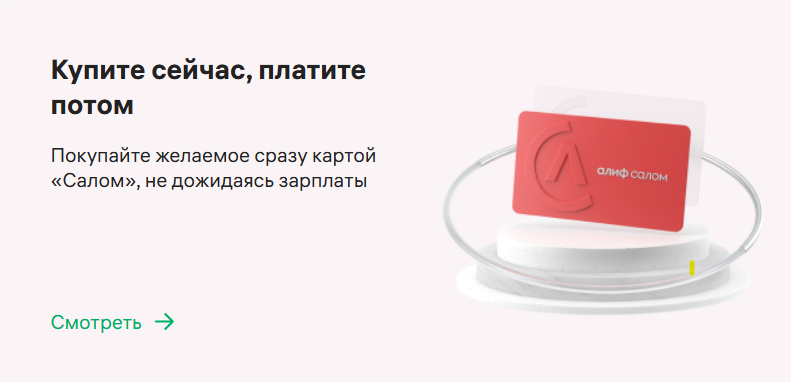 Купите сейчас, платите
потом
Покупайте желаемое сразу картой
«Салом», не дожидаясь зарплаты
алиф салом
Смотреть